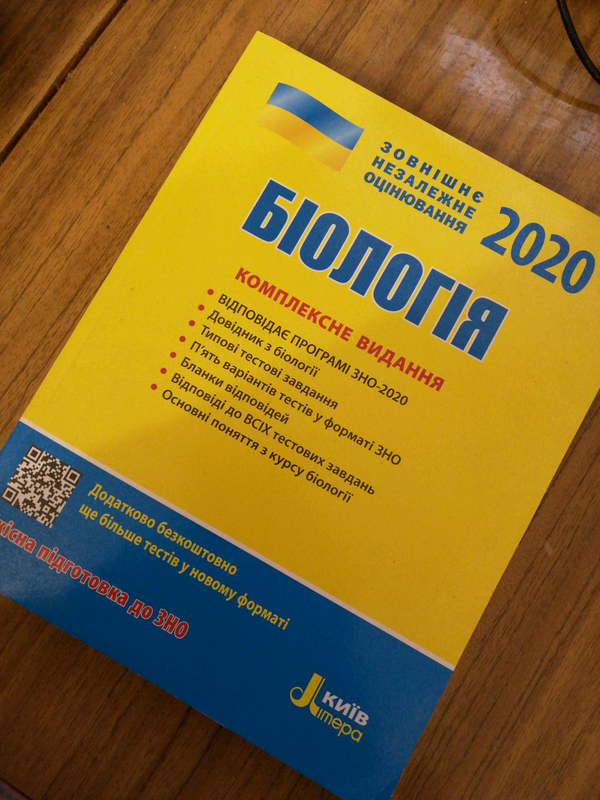 ЗОВНІШНЄ
НЕЗАЛЕЖНЕ
ОЦІНЮВАННЯ
2020
БІОЛОГІЯ
КОМПЛЕКСНЕ ВИДАННЯ
• ВІДПОВІДАЄ ПРОГРАМІ ЗНО-2020
• Довідник з біології
• Типові тестові завдання
• П'ять варіантів тестів у форматі ЗНО
• Бланки відповідей
• Відповіді до ВСІХ тестових завдань
• Основні поняття з курсу біології
Додатково безкоштовно
ще більше тестів у новому форматі
підготовка до ЗНО
КИЇВ
Літера